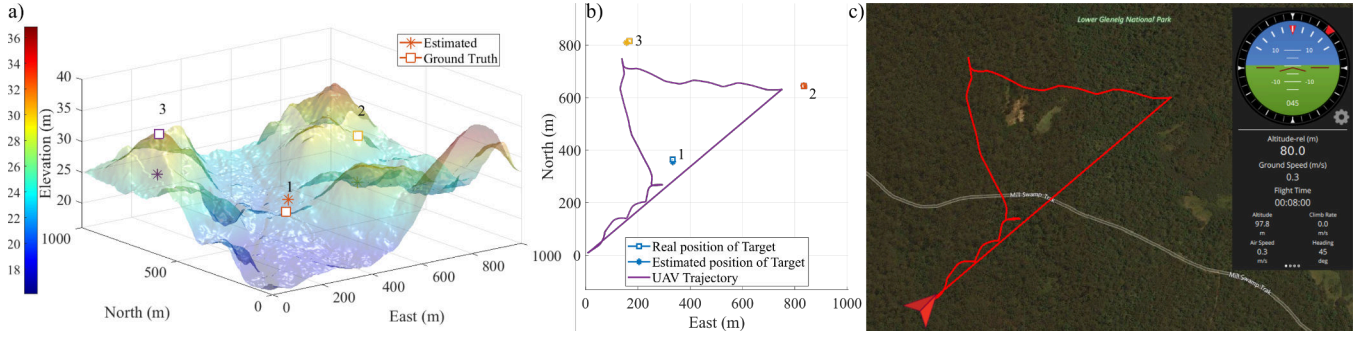 a)
36
34
32
30
28
26
24
22
20
18
Elevation (m)
40
35
30
25
20
1000
500
0
North (m)
0
200
400
600
800
1000
East (m)
Estimated
Ground Truth
3
2
1
b)
800
600
400
200
0
North (m)
0
200
400
600
800
1000
East (m)
3
2
1
Real position of Target
Estimated position of Target
UAV Trajectory
c)
Lower Glenelg National Park
Mill Swamp Trak
Mill Swamp Trak
10 10
-10 -10
045
Altitude-rel (m)
80.0
Ground Speed (m/s)
0.3
Flight Time
00:08:00
Altitude Climb Rate
97.8 0.0
m m/s
Air Speed Heading
0.3 45
m/s deg